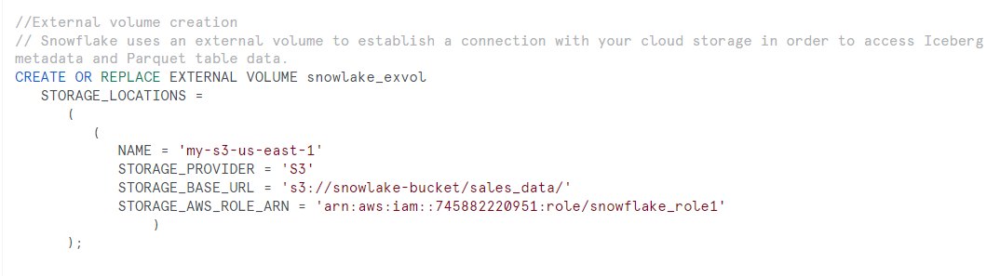 //External volume creation
// Snowflake uses an external volume to establish a connection with your cloud storage in order to access Iceberg
metadata and Parquet table data.
CREATE OR REPLACE EXTERNAL VOLUME snowlake_exvol
STORAGE_LOCATIONS =
(
(
NAME = 'my-s3-us-east-1'
STORAGE_PROVIDER = 'S3'
STORAGE_BASE_URL = 's3://snowlake-bucket/sales_data/'
STORAGE_AWS_ROLE_ARN = 'arn:aws:iam::745882220951:role/snowflake_role1'
)
);